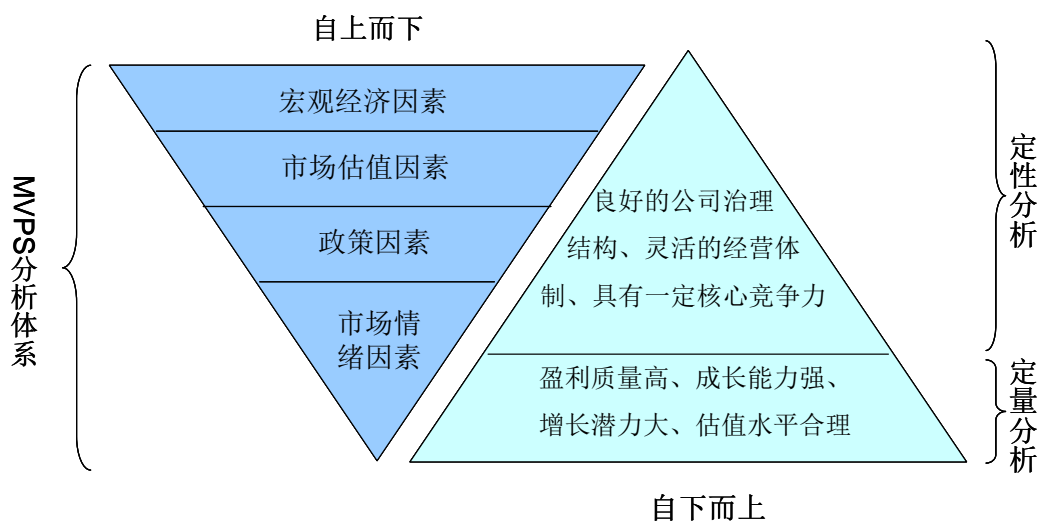 自上而下
MVPS分析体系
宏观经济因素
市场估值因素
政策因素
市场情
绪因素
良好的公司治理
结构、灵活的经营体
制、具有一定核心竞争力
盈利质量高、成长能力强、
增长潜力大、估值水平合理
定性分析
定量分析
自下而上